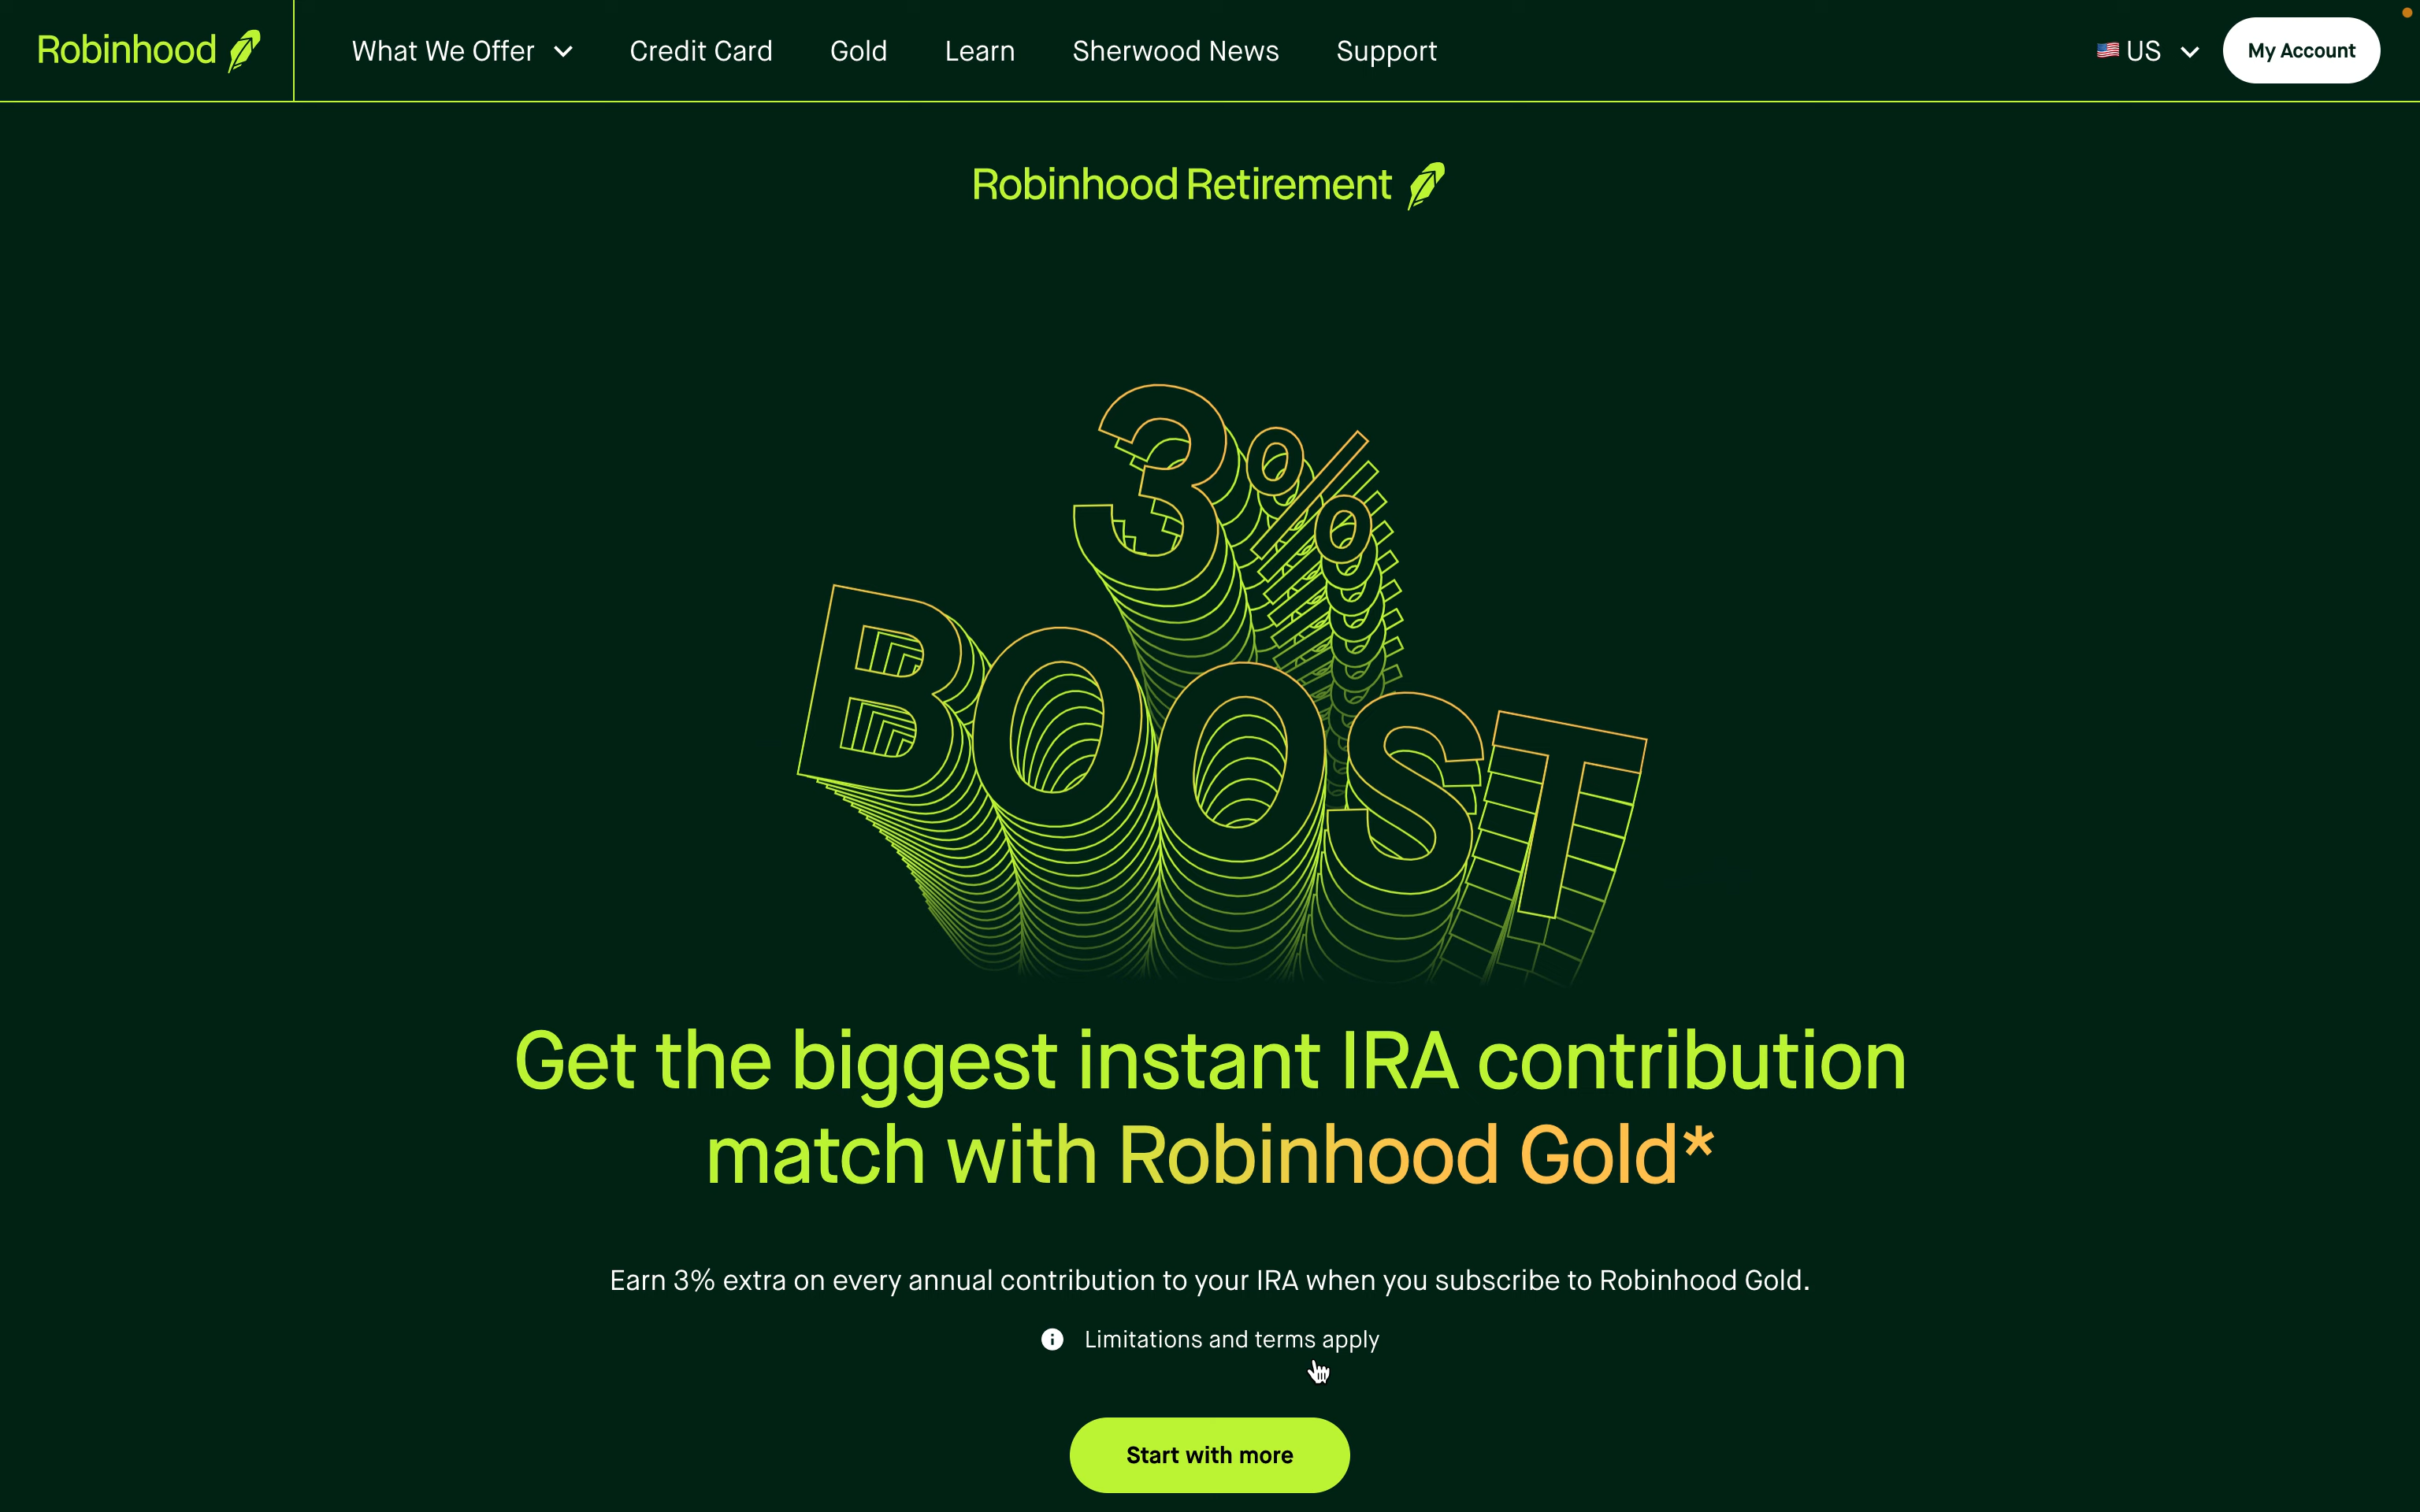 Robinhood
What We Offer
Credit Card
Gold
Learn
Sherwood News
Support
🇺🇸 US
My Account
Robinhood Retirement
3%
BOOST
Get the biggest instant IRA contribution
match with Robinhood Gold*
Earn 3% extra on every annual contribution to your IRA when you subscribe to Robinhood Gold.
Limitations and terms apply
Start with more